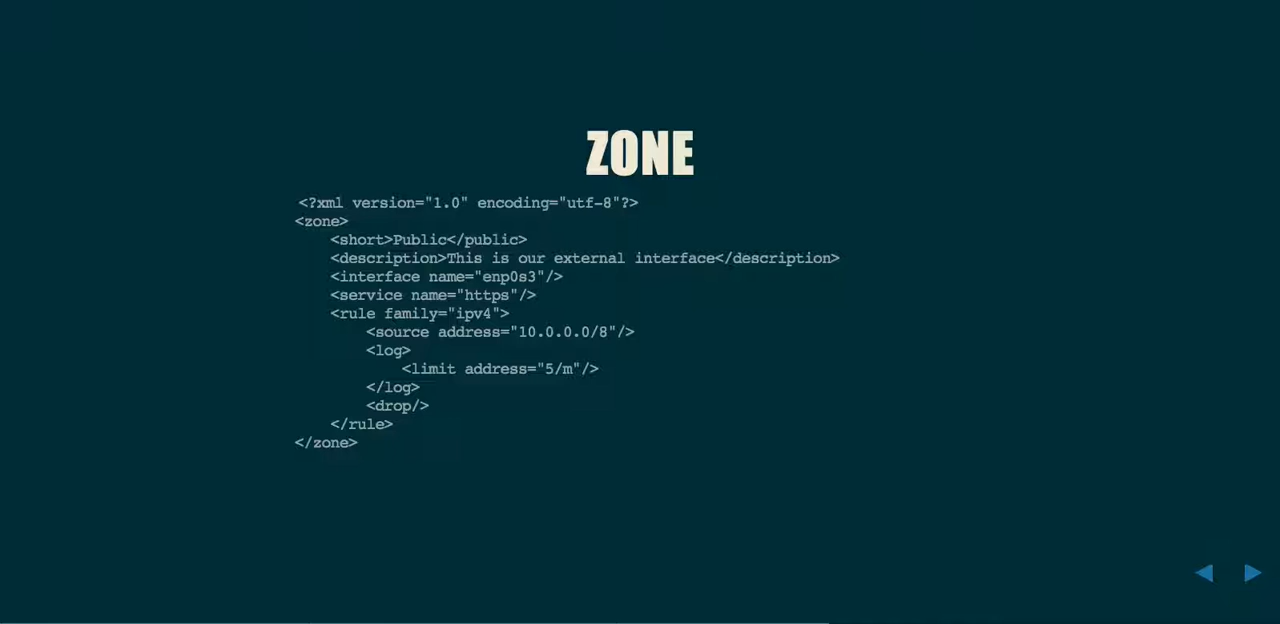 ZONE
<?xml version="1.0" encoding="utf-8"?>
<zone>
    <short>Public</public>
    <description>This is our external interface</description>
    <interface name="enp0s3"/>
    <service name="https"/>
    <rule family="ipv4">
        <source address="10.0.0.0/8"/>
        <log>
            <limit address="5/m"/>
        </log>
        <drop/>
    </rule>
</zone>